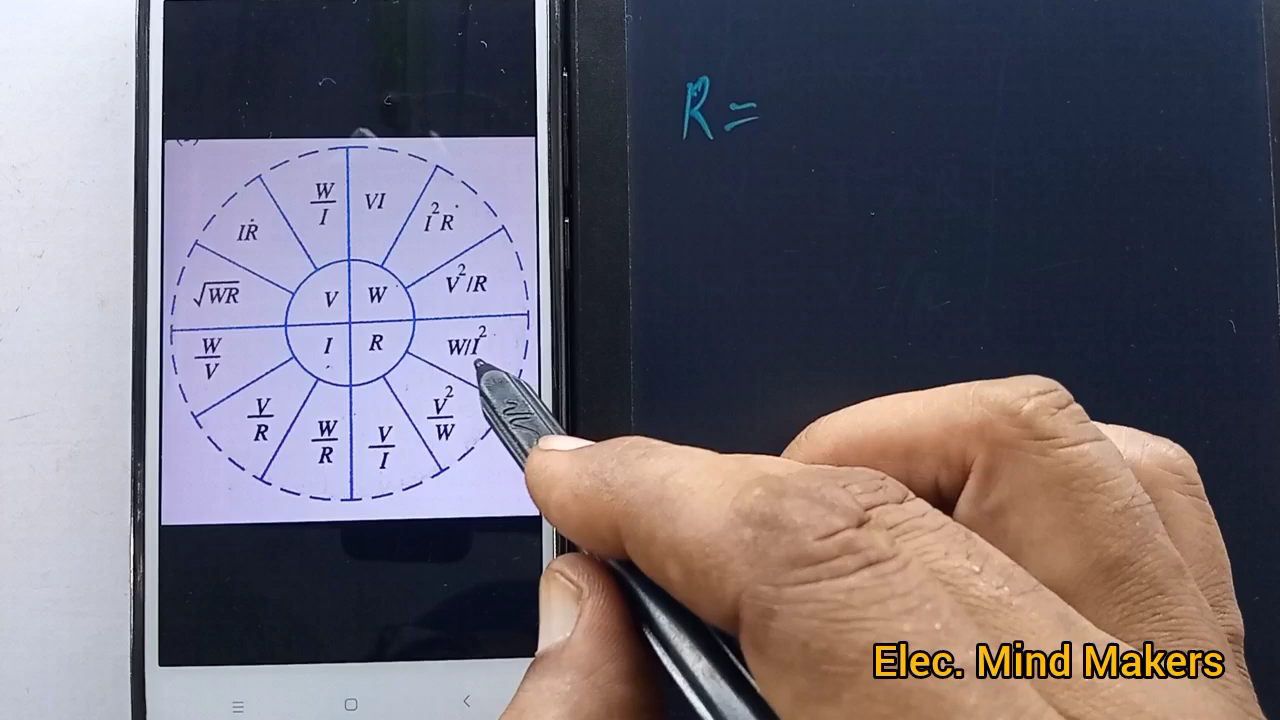 R =
W/I
VI
I²R
IR
V²/R
√WR
V
W
I
R
W/V
W/I²
V/R
W/R
V/I
V²/W
Elec. Mind Makers